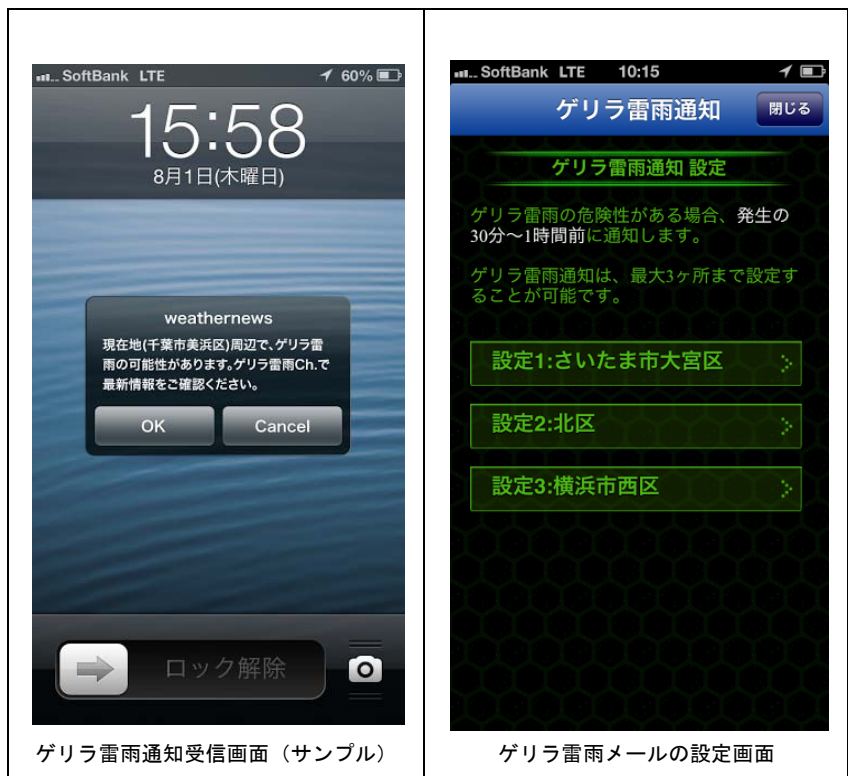 SoftBank LTE 60%
15:58
8月1日(木曜日)
weathernews
現在地(千葉市美浜区)周辺で、ゲリラ雷
雨の可能性があります。ゲリラ雷雨Ch.で
最新情報をご確認ください。
OK Cancel
ロック解除
ゲリラ雷雨通知受信画面（サンプル）
SoftBank LTE 10:15
ゲリラ雷雨通知 閉じる
ゲリラ雷雨通知 設定
ゲリラ雷雨の危険性がある場合、発生の
30分〜1時間前に通知します。
ゲリラ雷雨通知は、最大3ヶ所まで設定す
ることが可能です。
設定1:さいたま市大宮区
設定2:北区
設定3:横浜市西区
ゲリラ雷雨メールの設定画面